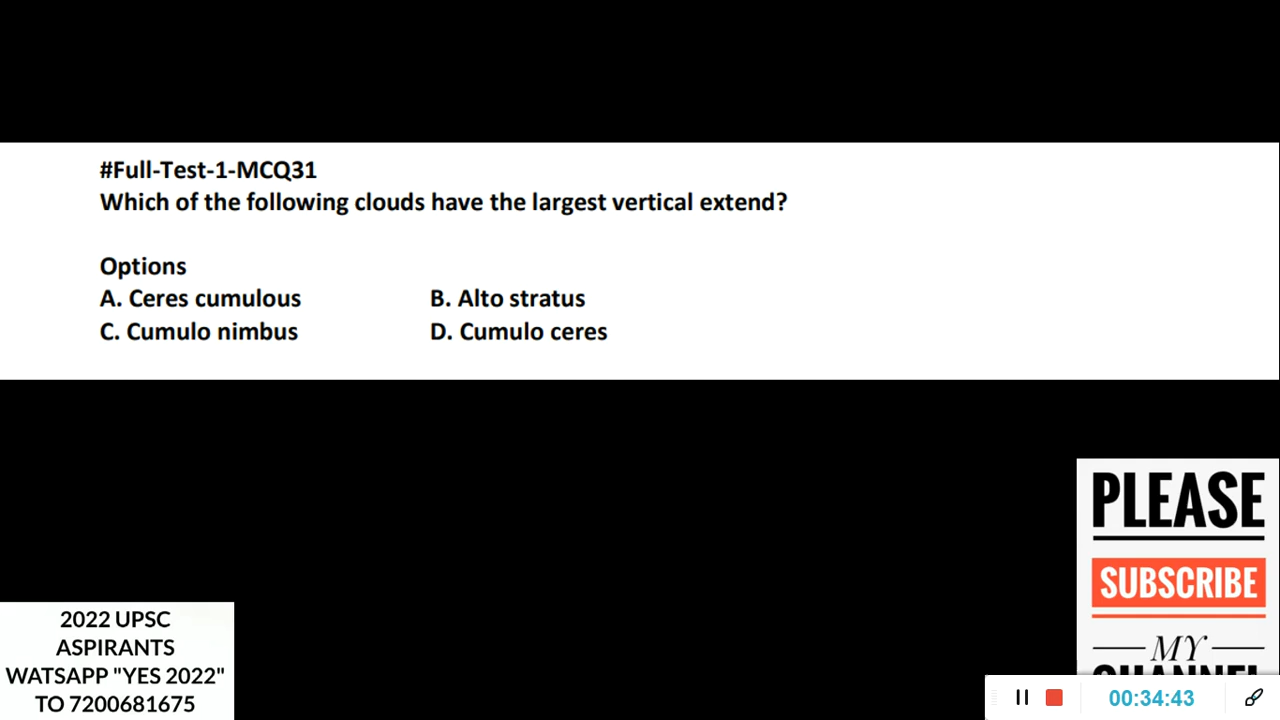 #Full-Test-1-MCQ31
Which of the following clouds have the largest vertical extend?
Options
A. Ceres cumulous B. Alto stratus
C. Cumulo nimbus D. Cumulo ceres
PLEASE
SUBSCRIBE
MY
CHANNEL
2022 UPSC
ASPIRANTS
WATSAPP "YES 2022"
TO 7200681675
00:34:43